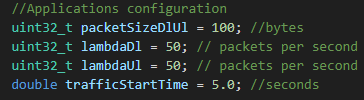 //Applications configuration
uint32_t packetSizeDlUl = 100; //bytes
uint32_t lambdaDl = 50; // packets per second
uint32_t lambdaUl = 50; // packets per second
double trafficStartTime = 5.0; //seconds